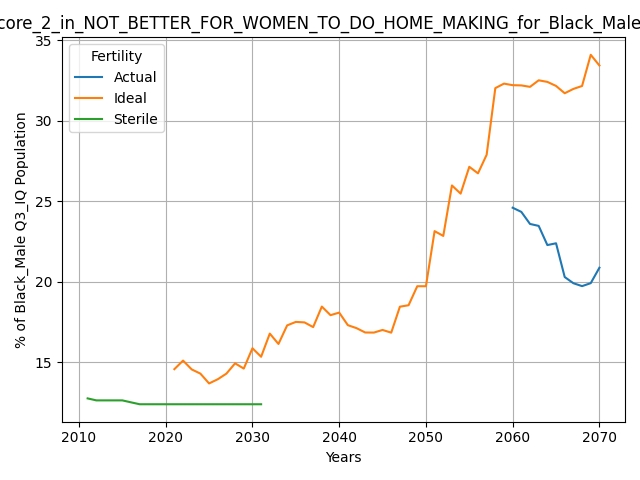 core_2_in_NOT_BETTER_FOR_WOMEN_TO_DO_HOME_MAKING_for_Black_Male
Fertility
Actual
Ideal
Sterile
% of Black_Male Q3_IQ Population
35
30
25
20
15
2010 2020 2030 2040 2050 2060 2070
Years